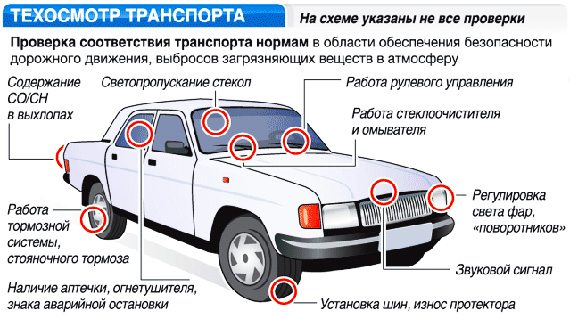 ТЕХОСМОТР ТРАНСПОРТА
На схеме указаны не все проверки
Проверка соответствия транспорта нормам в области обеспечения безопасности
дорожного движения, выбросов загрязняющих веществ в атмосферу
Содержание
СО/СН
в выхлопах
Светопропускание стекол
Работа рулевого управления
Работа стеклоочистителя
и омывателя
Регулировка
света фар,
«поворотников»
Работа
тормозной
системы,
стояночного тормоза
Звуковой сигнал
Наличие аптечки, огнетушителя,
знака аварийной остановки
Установка шин, износ протектора